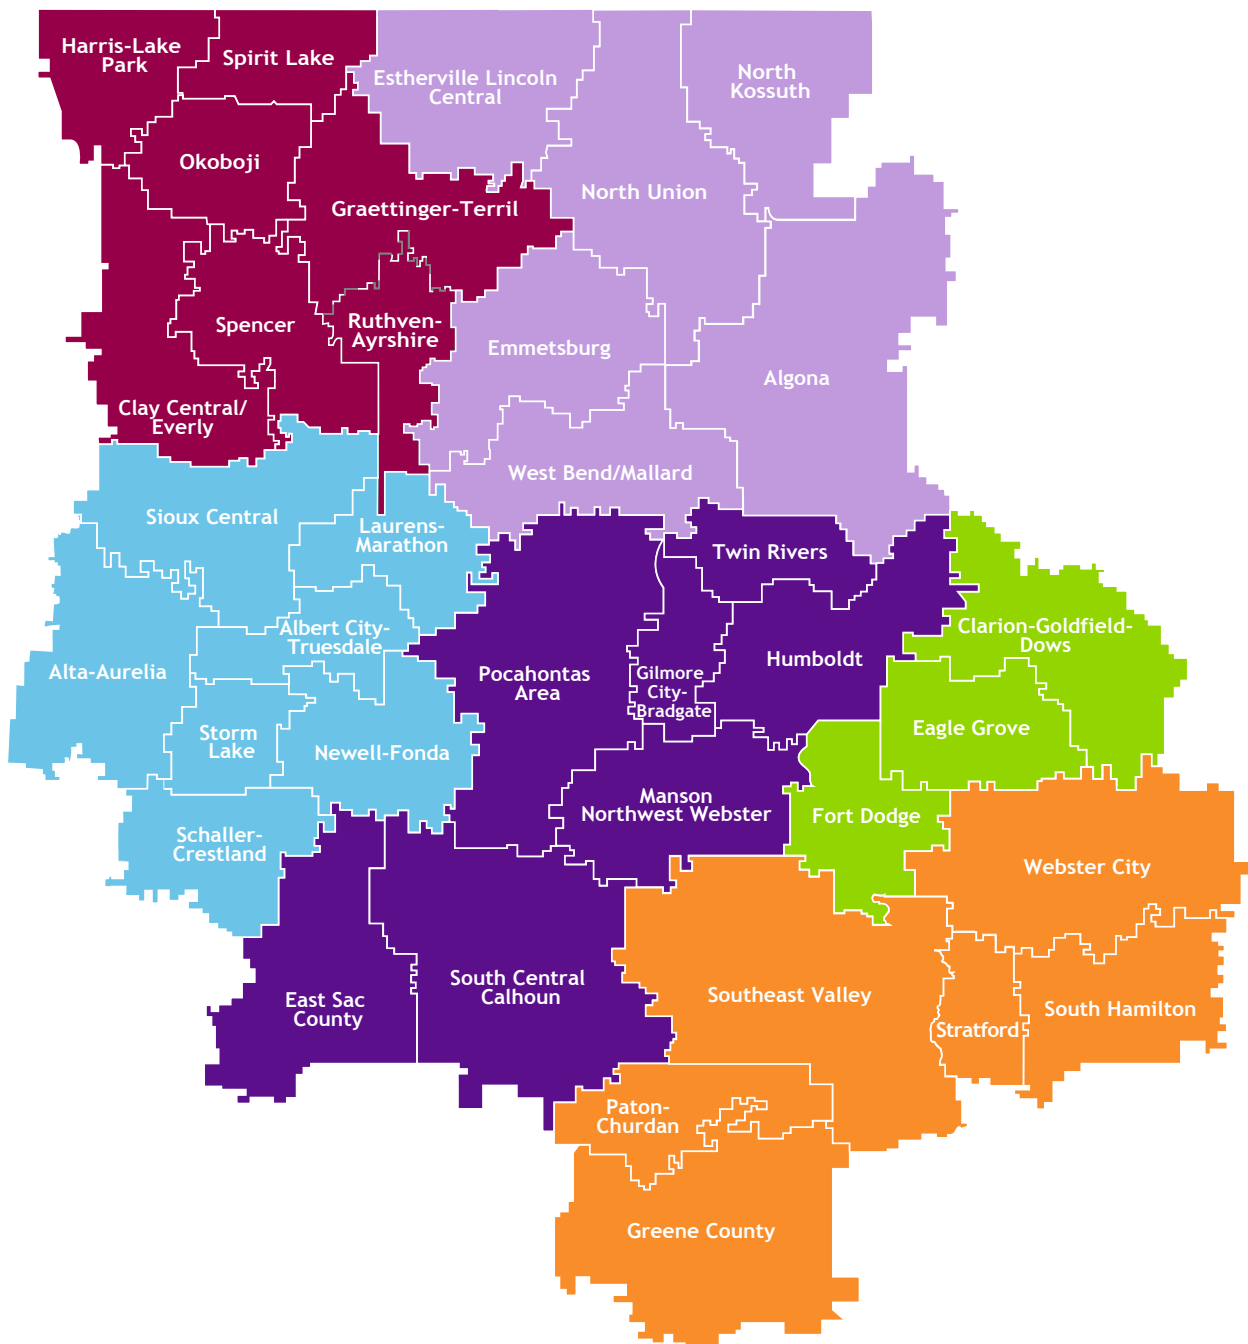 Harris-Lake
Park
Spirit Lake
Estherville Lincoln
Central
North
Kossuth
Okoboji
North Union
Graettinger-Terril
Spencer
Ruthven-
Ayrshire
Emmetsburg
Algona
Clay Central/
Everly
West Bend/Mallard
Sioux Central
Laurens-
Marathon
Twin Rivers
Albert City-
Truesdale
Clarion-Goldfield-
Dows
Alta-Aurelia
Pocahontas
Area
Gilmore
City-
Bradgate
Humboldt
Storm
Lake
Newell-Fonda
Eagle Grove
Manson
Northwest Webster
Fort Dodge
Schaller-
Crestland
Webster City
East Sac
County
South Central
Calhoun
Southeast Valley
Stratford
South Hamilton
Paton-
Churdan
Greene County